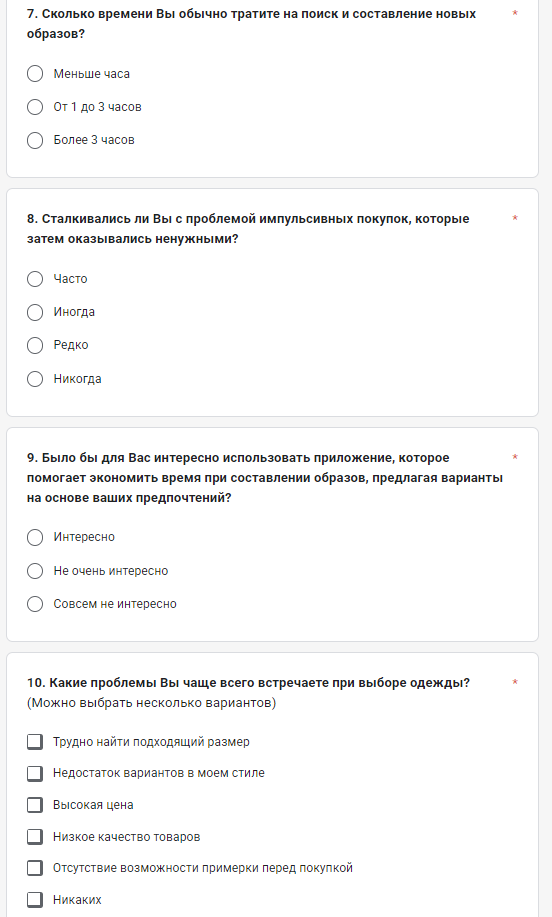 7. Сколько времени Вы обычно тратите на поиск и составление новых *
образов?
Меньше часа
От 1 до 3 часов
Более 3 часов
8. Сталкивались ли Вы с проблемой импульсивных покупок, которые *
затем оказывались ненужными?
Часто
Иногда
Редко
Никогда
9. Было бы для Вас интересно использовать приложение, которое *
помогает экономить время при составлении образов, предлагая варианты
на основе ваших предпочтений?
Интересно
Не очень интересно
Совсем не интересно
10. Какие проблемы Вы чаще всего встречаете при выборе одежды? *
(Можно выбрать несколько вариантов)
Трудно найти подходящий размер
Недостаток вариантов в моем стиле
Высокая цена
Низкое качество товаров
Отсутствие возможности примерки перед покупкой
Никаких